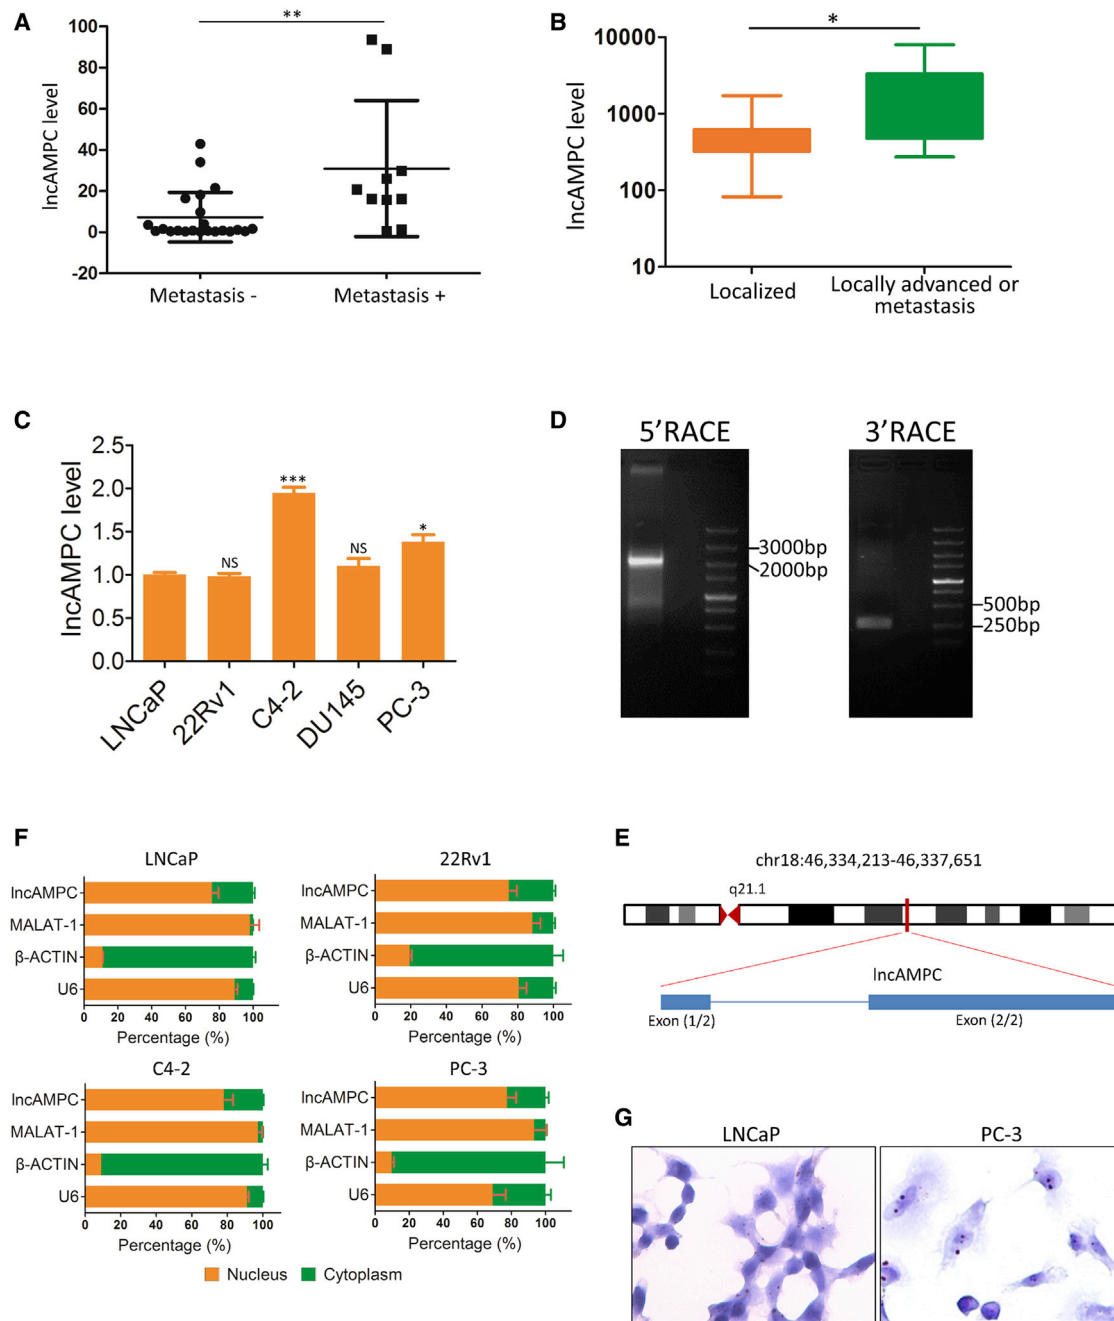 A
**
lncAMPC level
100
80
60
40
20
0
-20
Metastasis -
Metastasis +
B
*
lncAMPC level
10000
1000
100
10
Localized
Locally advanced or
metastasis
C
lncAMPC level
2.5
2.0
1.5
1.0
0.5
0.0
NS
***
NS
*
LNCaP
22Rv1
C4-2
DU145
PC-3
D
5'RACE
3000bp
2000bp
3'RACE
500bp
250bp
F
LNCaP
lncAMPC
MALAT-1
β-ACTIN
U6
0 20 40 60 80 100
Percentage (%)
22Rv1
lncAMPC
MALAT-1
β-ACTIN
U6
0 20 40 60 80 100
Percentage (%)
C4-2
lncAMPC
MALAT-1
β-ACTIN
U6
0 20 40 60 80 100
Percentage (%)
PC-3
lncAMPC
MALAT-1
β-ACTIN
U6
0 20 40 60 80 100
Percentage (%)
Nucleus Cytoplasm
E
chr18:46,334,213-46,337,651
q21.1
lncAMPC
Exon (1/2)
Exon (2/2)
G
LNCaP
PC-3